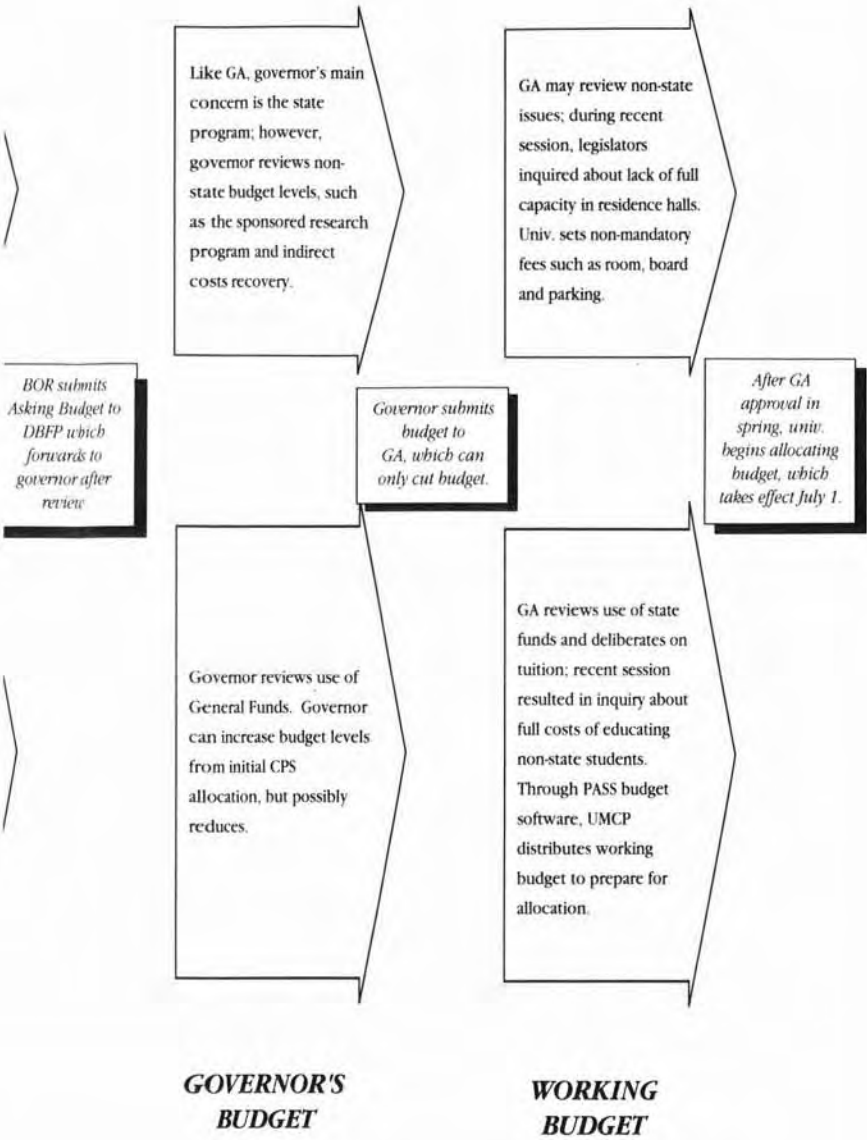 Like GA, governor's main
concern is the state
program; however,
governor reviews non-
state budget levels, such
as the sponsored research
program and indirect
costs recovery.
GA may review non-state
issues; during recent
session, legislators
inquired about lack of full
capacity in residence halls.
Univ. sets non-mandatory
fees such as room, board
and parking.
BOR submits
Asking Budget to
DBFP which
forwards to
governor after
review
Governor submits
budget to
GA, which can
only cut budget.
After GA
approval in
spring, univ.
begins allocating
budget, which
takes effect July 1.
Governor reviews use of
General Funds. Governor
can increase budget levels
from initial CPS
allocation, but possibly
reduces.
GA reviews use of state
funds and deliberates on
tuition; recent session
resulted in inquiry about
full costs of educating
non-state students.
Through PASS budget
software, UMCP
distributes working
budget to prepare for
allocation.
GOVERNOR'S
BUDGET
WORKING
BUDGET